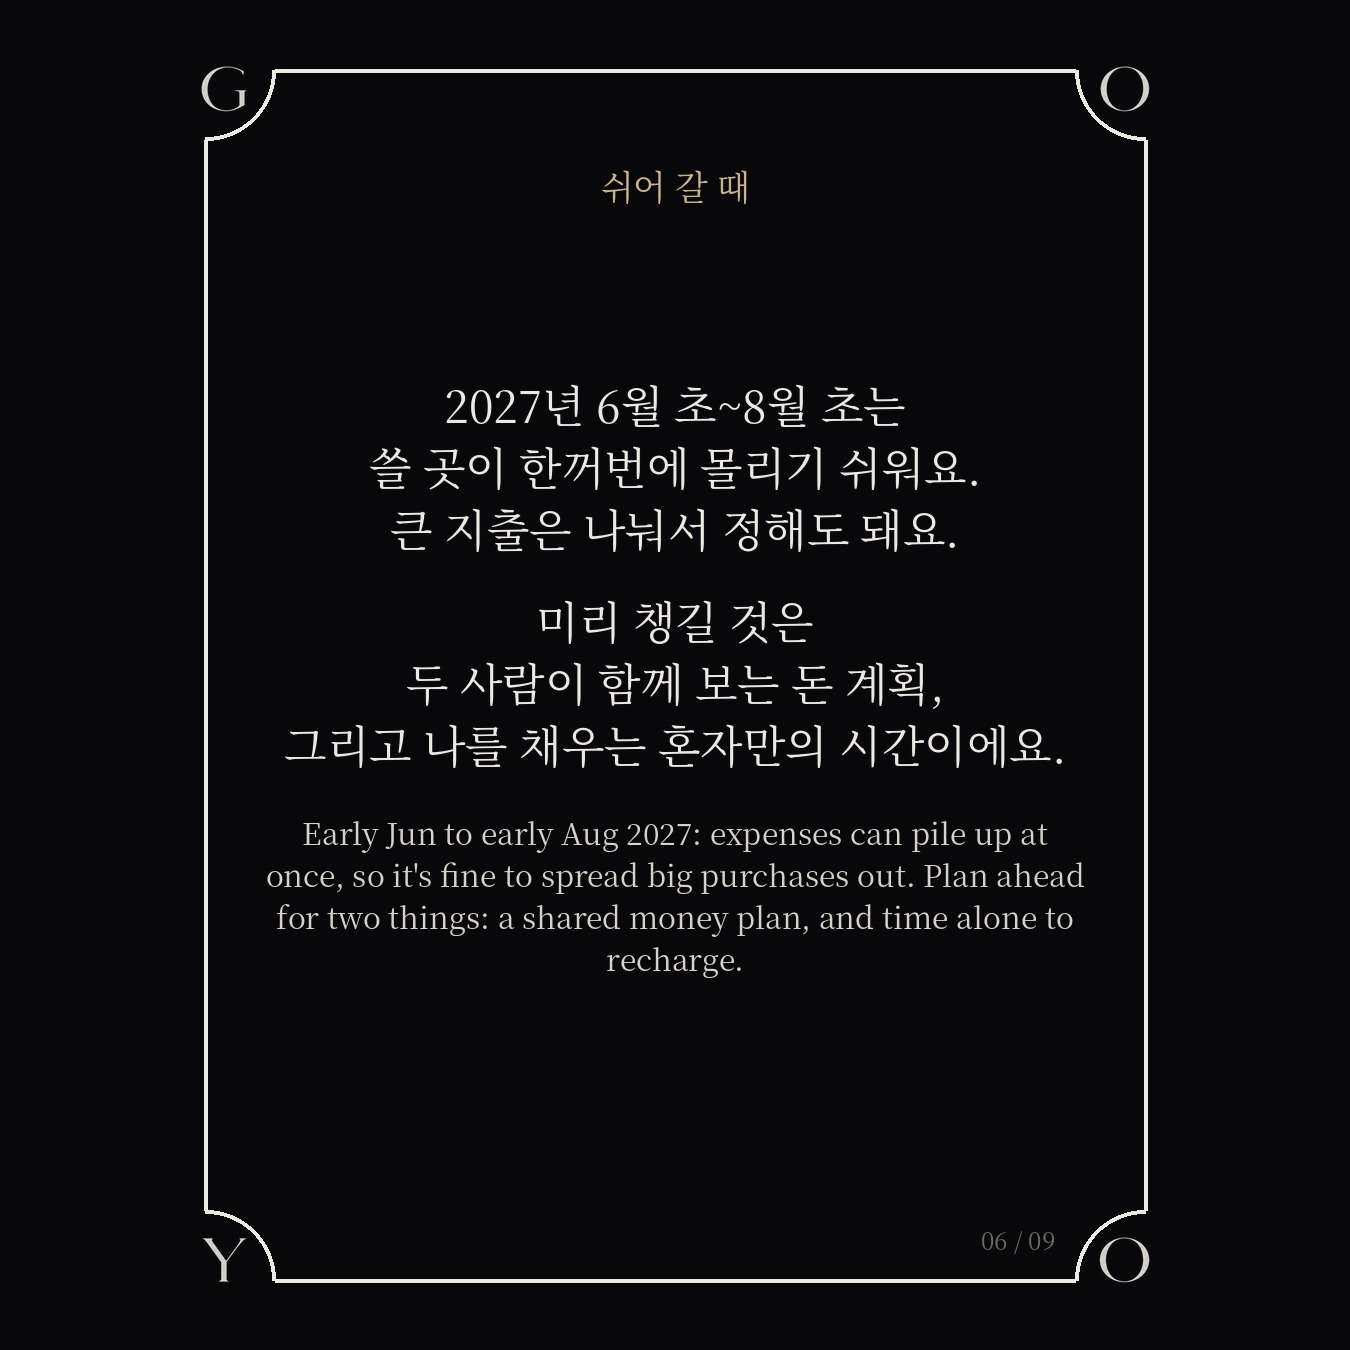 G
O
쉬어 갈 때
2027년 6월 초~8월 초는
쓸 곳이 한꺼번에 몰리기 쉬워요.
큰 지출은 나눠서 정해도 돼요.
미리 챙길 것은
두 사람이 함께 보는 돈 계획,
그리고 나를 채우는 혼자만의 시간이에요.
Early Jun to early Aug 2027: expenses can pile up at
once, so it's fine to spread big purchases out. Plan ahead
for two things: a shared money plan, and time alone to
recharge.
06 / 09
Y
O